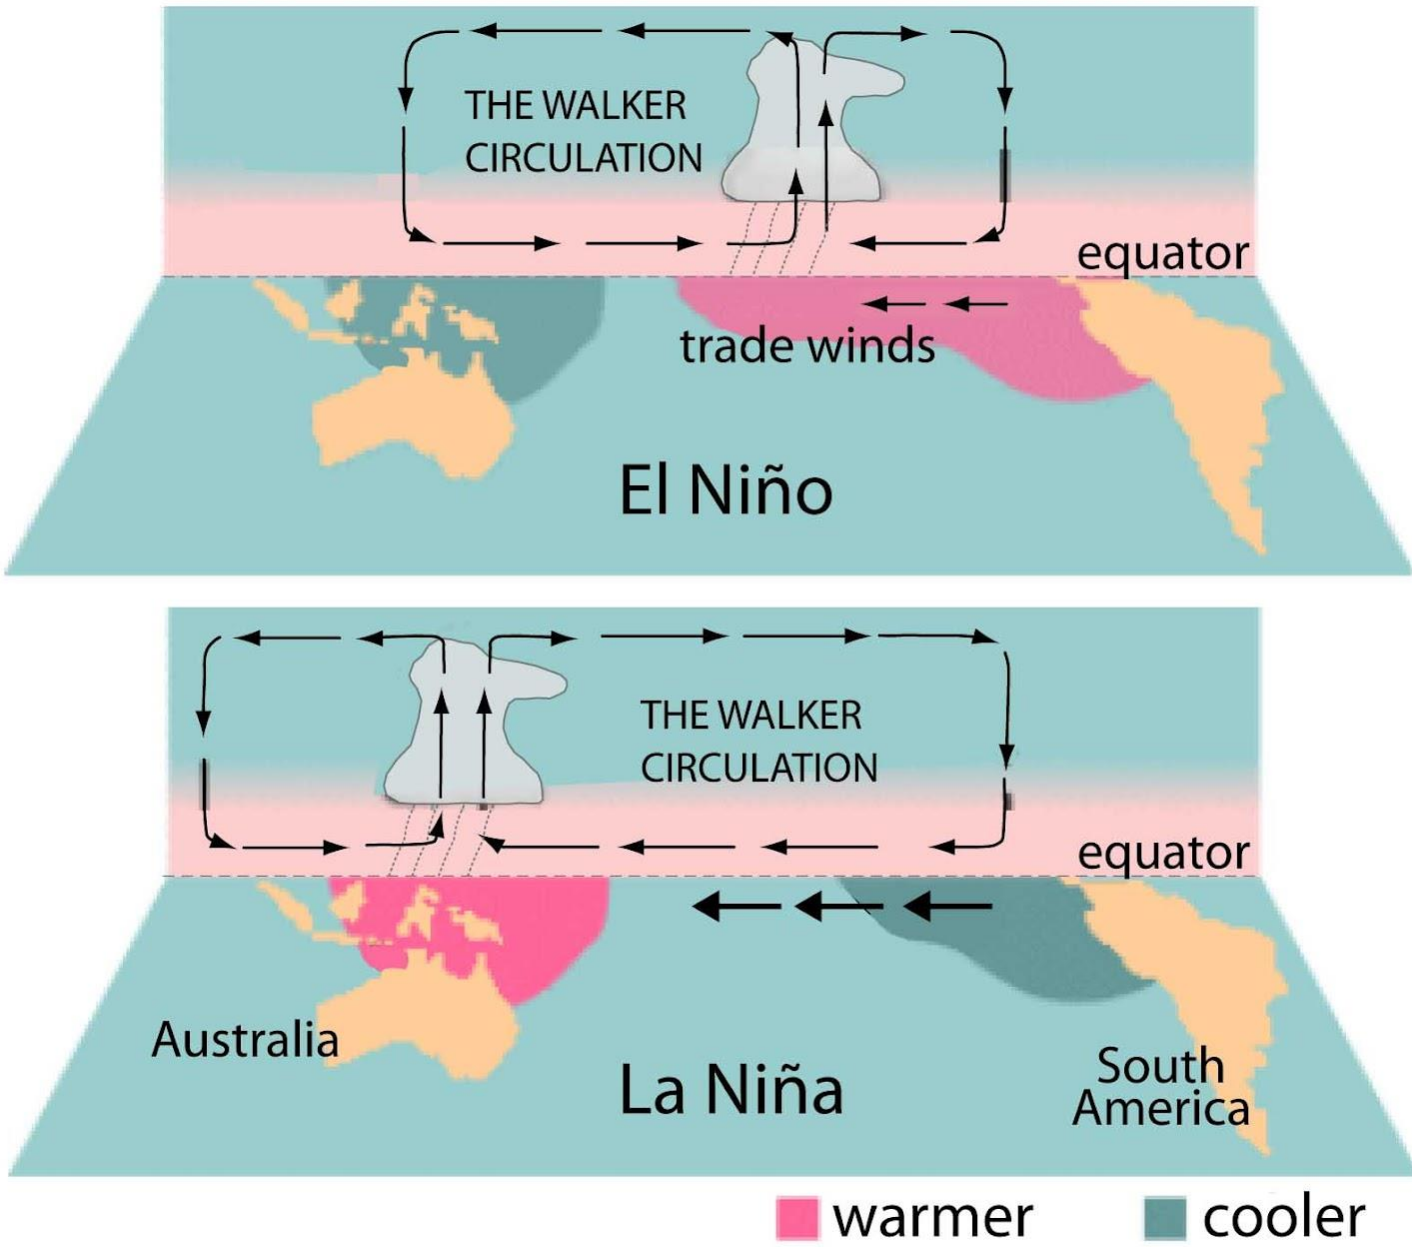 THE WALKER
CIRCULATION
equator
trade winds
El Niño
THE WALKER
CIRCULATION
equator
Australia
La Niña
South
America
warmer
cooler